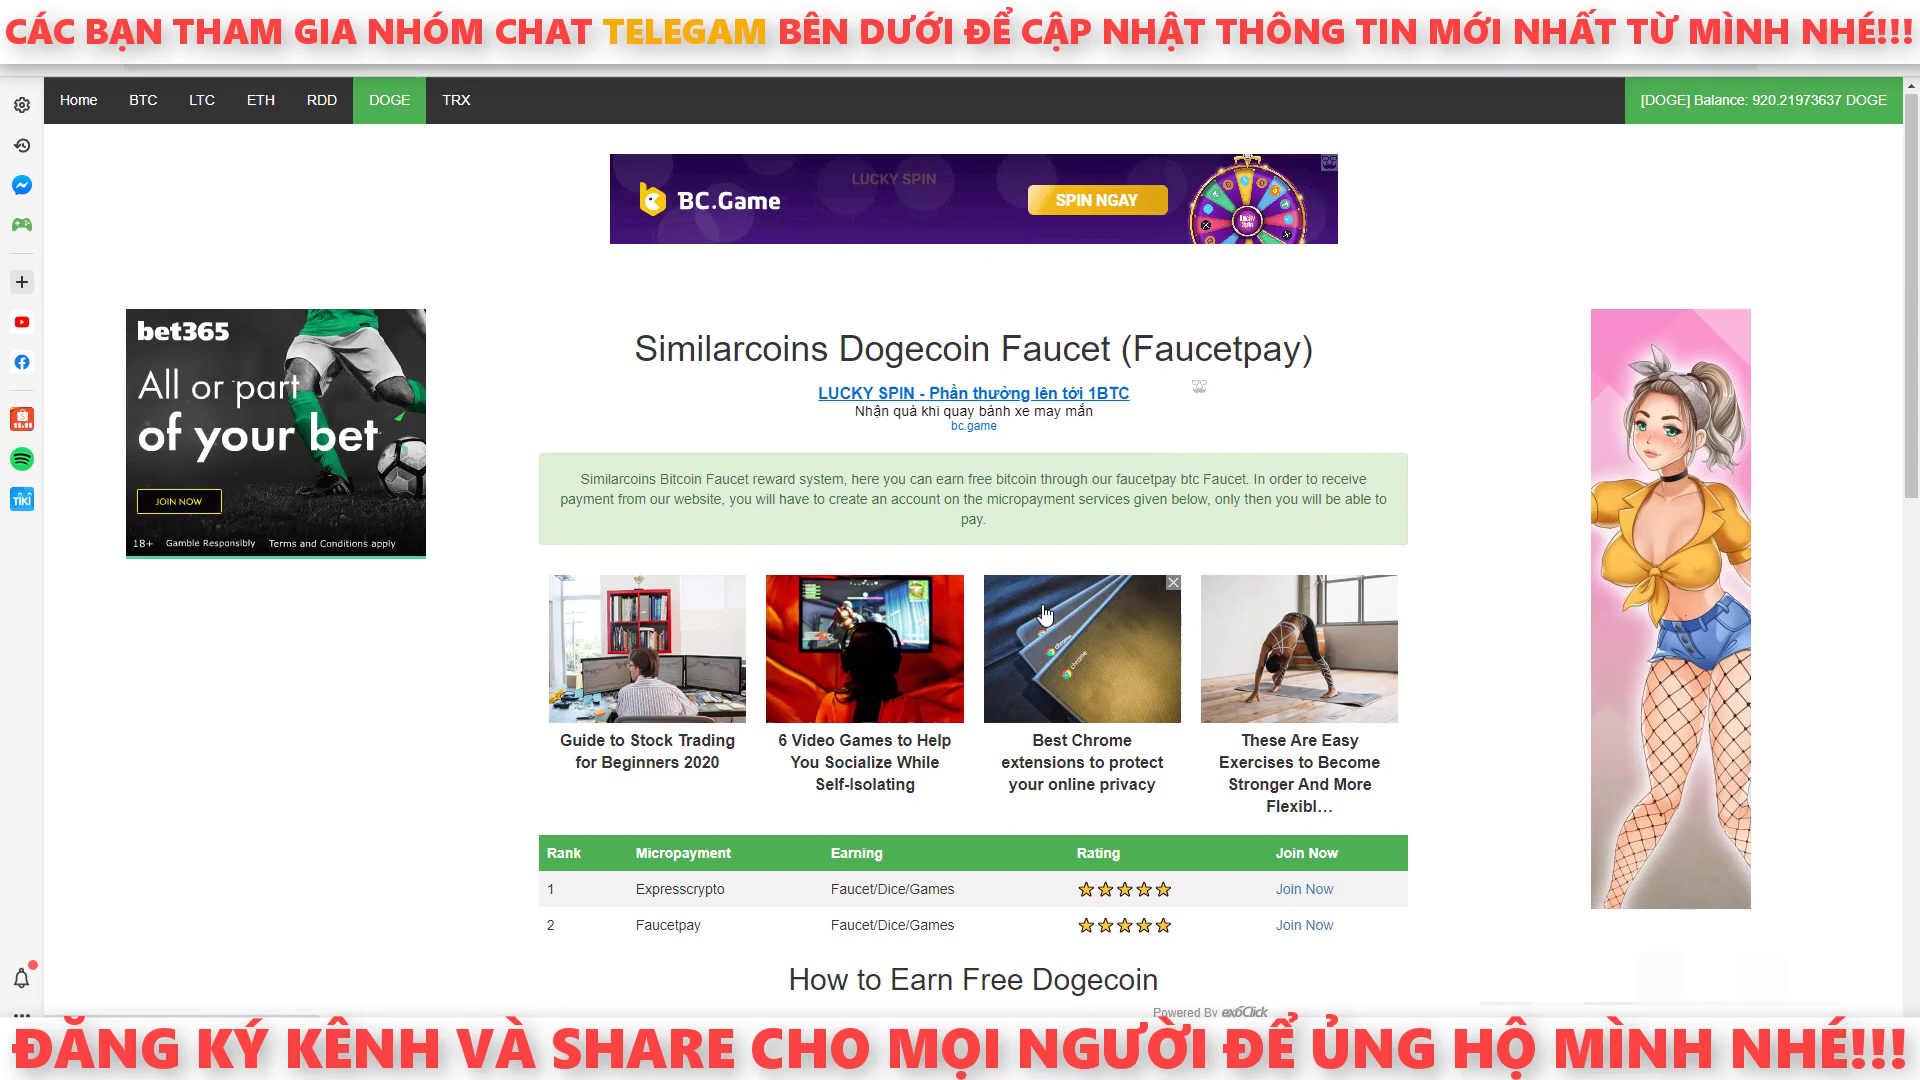 CÁC BẠN THAM GIA NHÓM CHAT TELEGAM BÊN DƯỚI ĐỂ CẬP NHẬT THÔNG TIN MỚI NHẤT TỪ MÌNH NHÉ!!!
Home BTC LTC ETH RDD DOGE TRX [DOGE] Balance: 920.21973637 DOGE
LUCKY SPIN
BC.Game SPIN NGAY
Lucky Spin
bet365
All or part
of your bet
JOIN NOW
18+ Gamble Responsibly Terms and Conditions apply
Similarcoins Dogecoin Faucet (Faucetpay)
LUCKY SPIN - Phần thưởng lên tới 1BTC
Nhận quà khi quay bánh xe may mắn
bc.game
Similarcoins Bitcoin Faucet reward system, here you can earn free bitcoin through our faucetpay btc Faucet. In order to receive
payment from our website, you will have to create an account on the micropayment services given below, only then you will be able to
pay.
chrome
chrome
Guide to Stock Trading
for Beginners 2020
6 Video Games to Help
You Socialize While
Self-Isolating
Best Chrome
extensions to protect
your online privacy
These Are Easy
Exercises to Become
Stronger And More
Flexibl...
Rank Micropayment Earning Rating Join Now
1 Expresscrypto Faucet/Dice/Games Join Now
2 Faucetpay Faucet/Dice/Games Join Now
How to Earn Free Dogecoin
Powered By exoClick
11.11
TIKI
ĐĂNG KÝ KÊNH VÀ SHARE CHO MỌI NGƯỜI ĐỂ ỦNG HỘ MÌNH NHÉ!!!